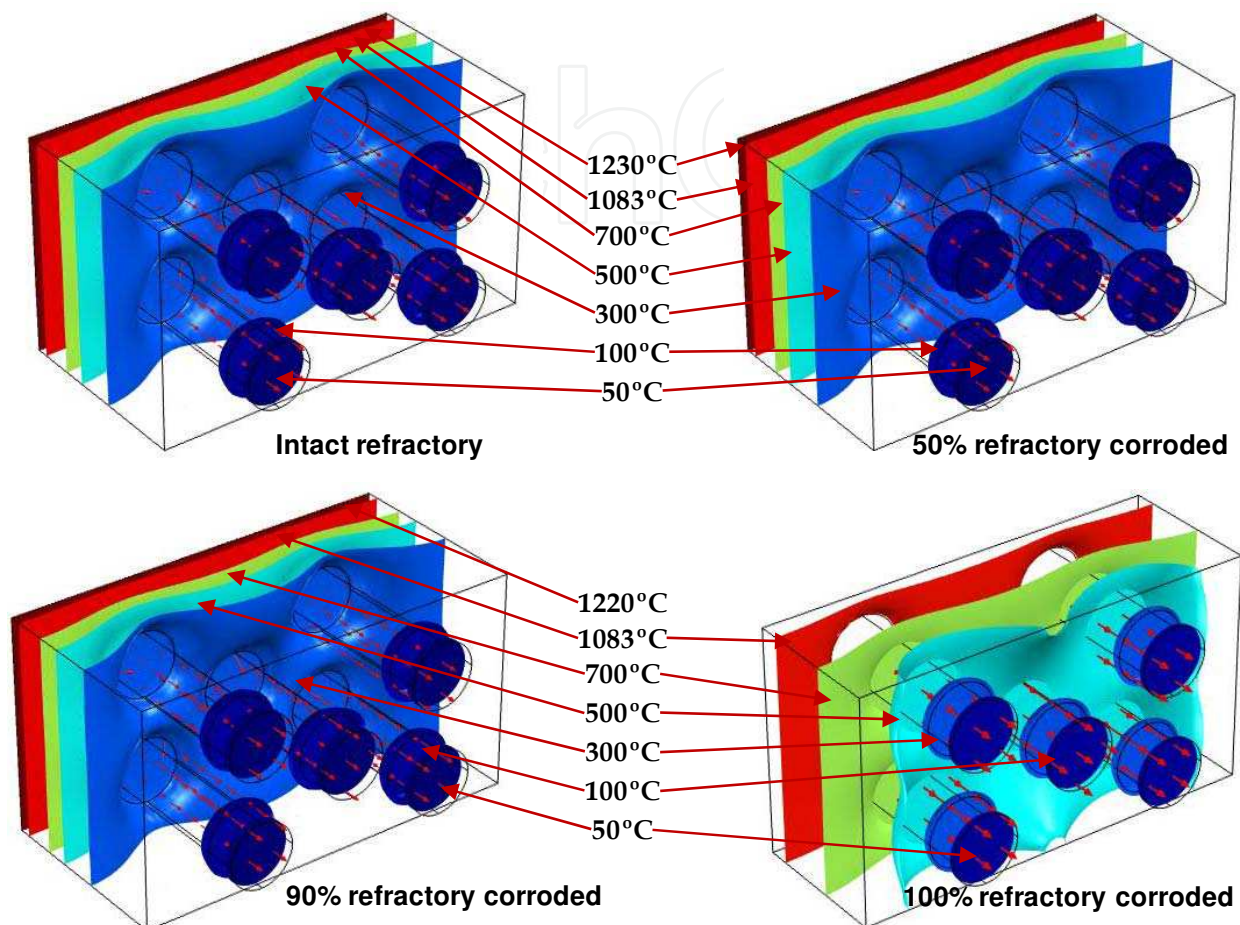 1230°C
1083°C
700°C
500°C
300°C
100°C
50°C
Intact refractory
50% refractory corroded
1220°C
1083°C
700°C
500°C
300°C
100°C
50°C
90% refractory corroded
100% refractory corroded